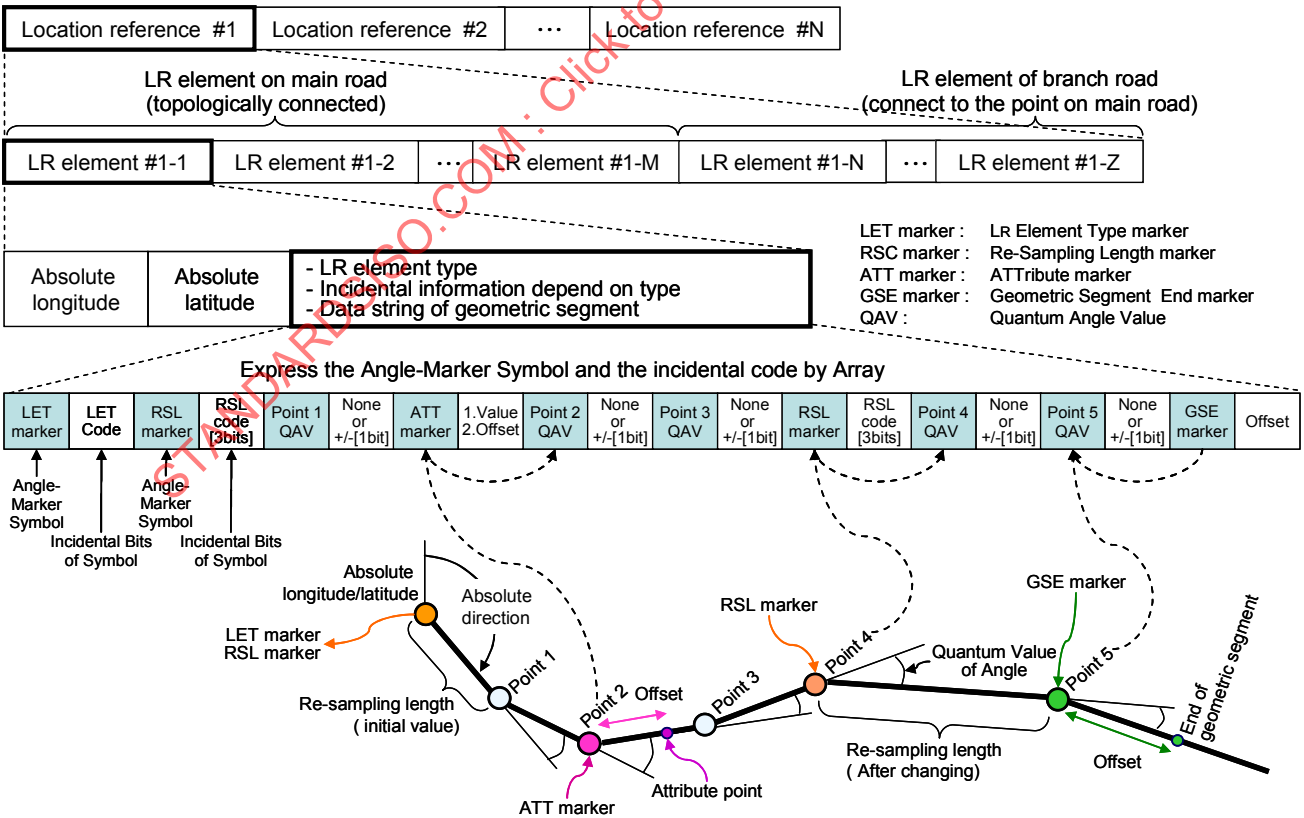 Location reference #1 Location reference #2 ... Location reference #N
LR element on main road
(topologically connected)
LR element of branch road
(connect to the point on main road)
LR element #1-1 LR element #1-2 ... LR element #1-M LR element #1-N ... LR element #1-Z
LET marker : LR Element Type marker
RSC marker : Re-Sampling Length marker
ATT marker : ATTribute marker
GSE marker : Geometric Segment End marker
QAV : Quantum Angle Value
Absolute
longitude
Absolute
latitude
- LR element type
- Incidental information depend on type
- Data string of geometric segment
Express the Angle-Marker Symbol and the incidental code by Array
LET
marker
LET
Code
RSL
marker
RSL
code
[3bits]
Point 1
QAV
None
or
+/-[1bit]
ATT
marker
1.Value
2.Offset
Point 2
QAV
None
or
+/-[1bit]
Point 3
QAV
None
or
+/-[1bit]
RSL
marker
RSL
code
[3bits]
Point 4
QAV
None
or
+/-[1bit]
Point 5
QAV
None
or
+/-[1bit]
GSE
marker
Offset
Angle-
Marker
Symbol
Incidental Bits
of Symbol
Angle-
Marker
Symbol
Incidental Bits
of Symbol
Absolute
longitude/latitude
Absolute
direction
LET marker
RSL marker
Re-sampling length
( initial value)
Point 1
Point 2
Offset
Point 3
ATT marker
Attribute point
RSL marker
Point 4
Quantum Value
of Angle
Re-sampling length
( After changing)
GSE marker
Point 5
Offset
End of
geometric segment
STANDARDSISO.COM : Click to